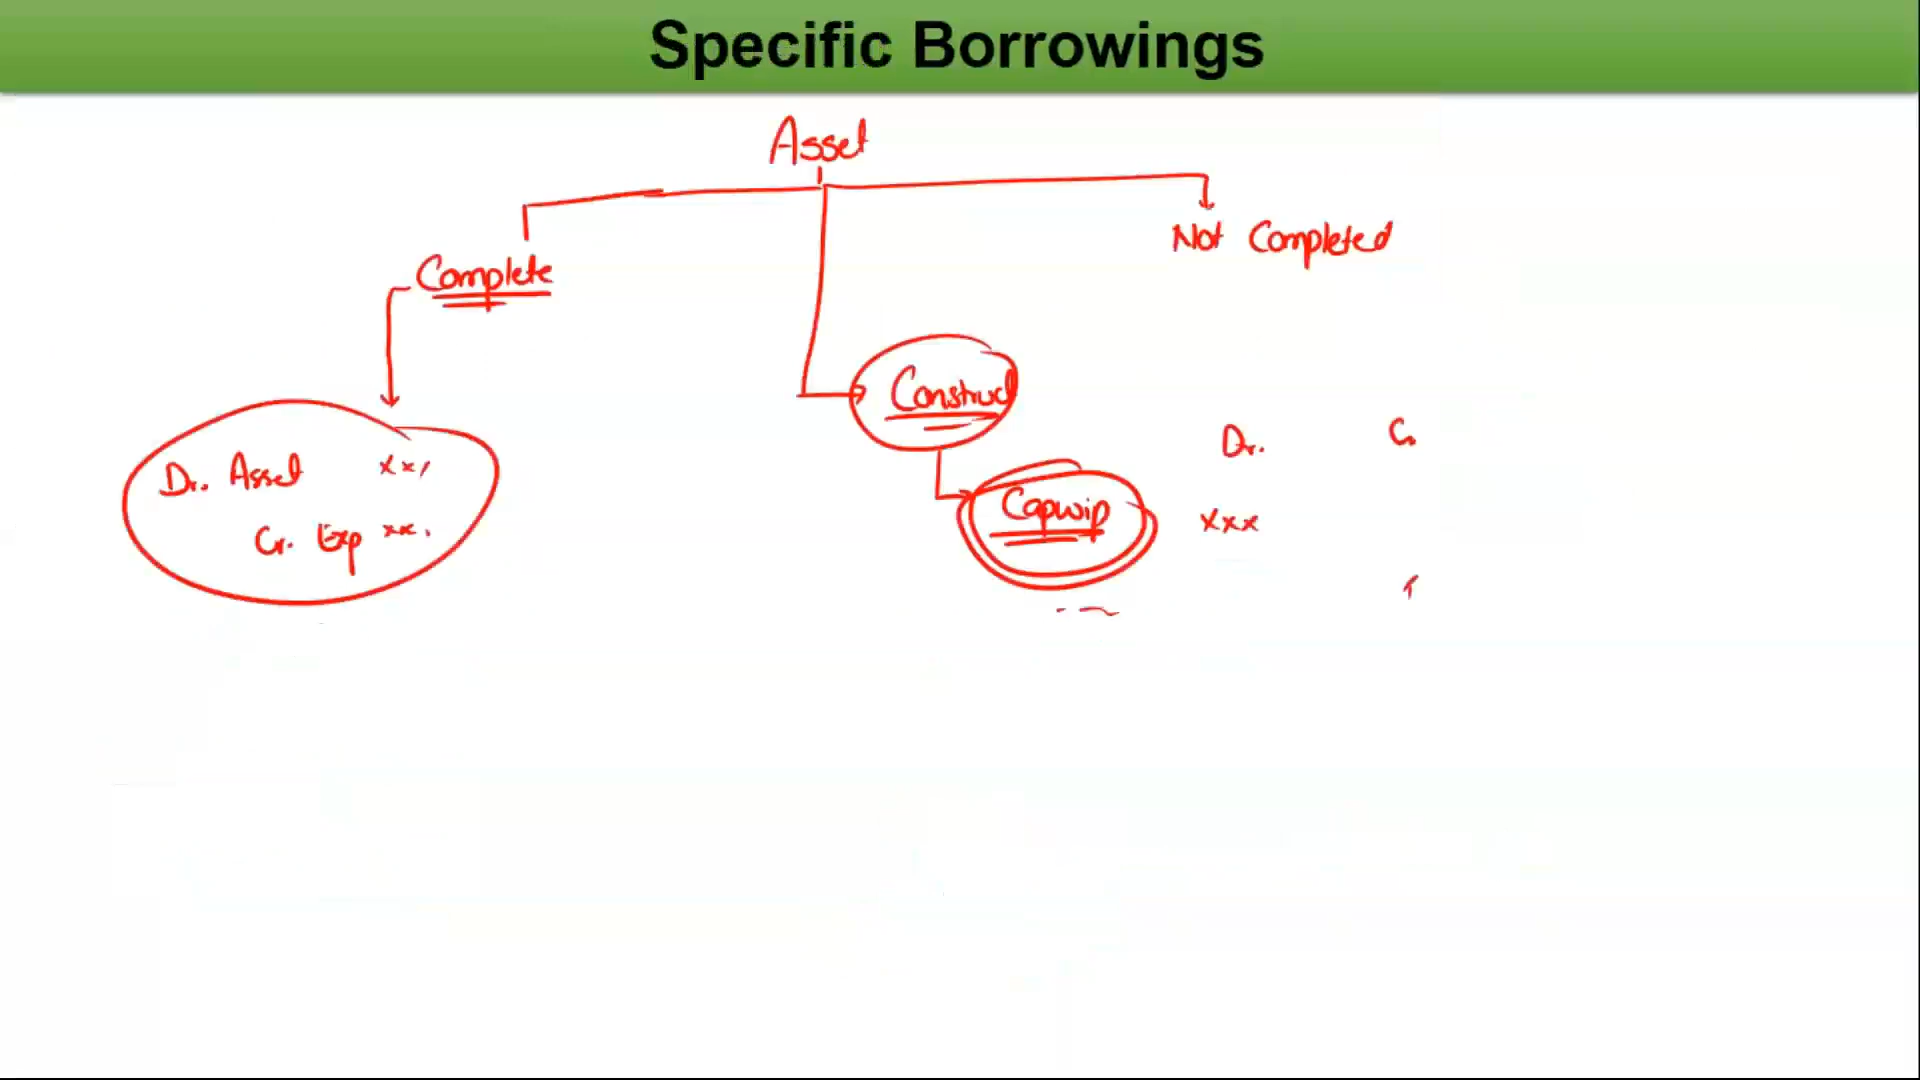 Specific Borrowings
Asset
Not Completed
Complete
Construct
Dr. Cr.
Dr. Asset xx,
Capwip xxx
Cr. Exp xx.